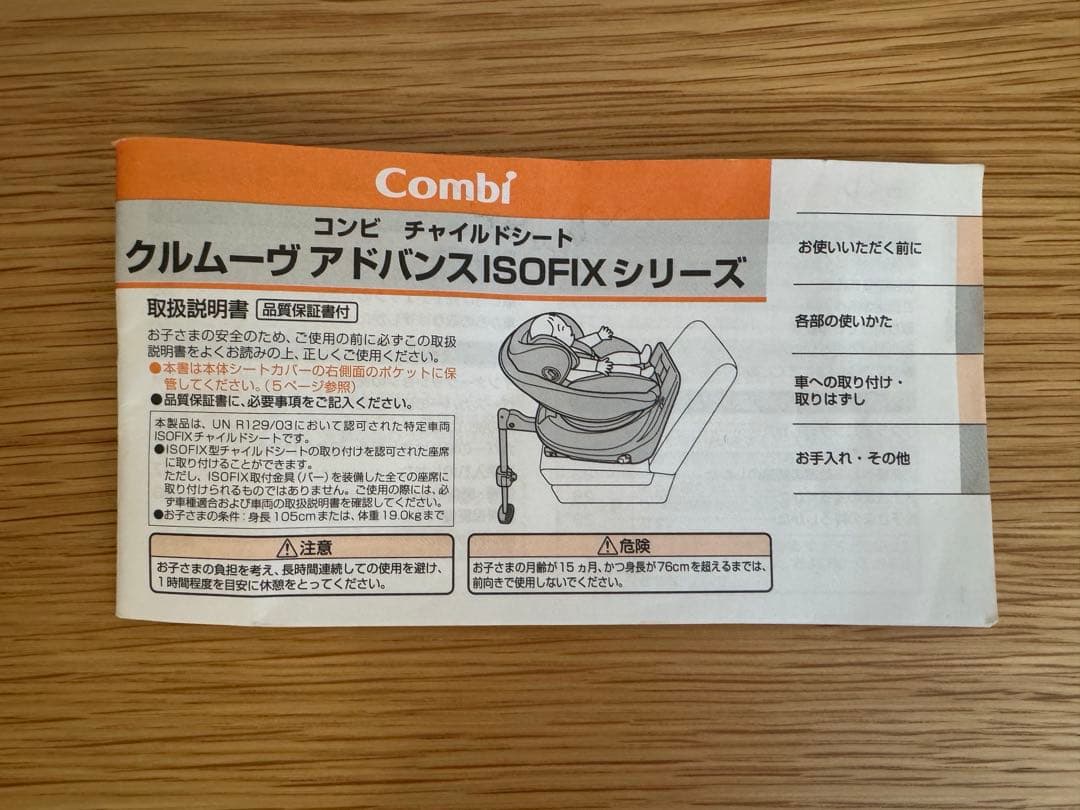 Combi
コンビ チャイルドシート
クルムーヴ アドバンスISOFIXシリーズ
取扱説明書 品質保証書付
お子さまの安全のため、ご使用の前に必ずこの取扱
説明書をよくお読みの上、正しくご使用ください。
●本書は本体シートカバーの右側面のポケットに保
管してください。(5ページ参照)
●品質保証書に、必要事項をご記入ください。
本製品は、UN R129/03において認可された特定車両
ISOFIXチャイルドシートです。
●ISOFIX型チャイルドシートの取り付けを認可された座席
に取り付けることができます。
ただし、ISOFIX取付金具(バー)を装備した全ての座席に
取り付けられるものではありません。ご使用の際には、必
ず車種適合および車両の取扱説明書を確認してください。
●お子さまの条件:身長105cmまたは、体重19.0kgまで
⚠注意
お子さまの負担を考え、長時間連続しての使用を避け、
1時間程度を目安に休憩をとってください。
⚠危険
お子さまの月齢が15ヵ月、かつ身長が76cmを超えるまでは、
前向きで使用しないでください。
お使いいただく前に
各部の使いかた
車への取り付け・
取りはずし
お手入れ・その他